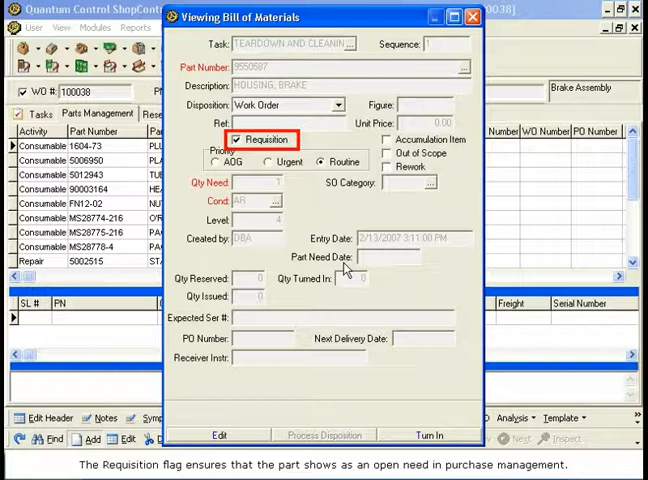 Quantum Control ShopCont
0038]
User View
WO #: 100038
Brake Assembly
Tasks Parts Management Rese
Activity Part Number Part Number WO Number PO Number
Consumable 1604-73 PLU
Consumable 5006950
Consumable 5012943
Consumable 90003164
Consumable FN12-02
Consumable MS28774-216
Consumable MS28775-216
Consumable MS28778-4
Repair 5002515
SL # PN Freight Serial Number
Edit Header Notes Analysis Template
Find Add Edit Next Inspect
Viewing Bill of Materials
Task: TEARDOWN AND CLEANIN ... Sequence: 1
Part Number: 9550587 ...
Description: HOUSING, BRAKE
Disposition: Work Order Figure:
Ref: Unit Price: 0.00
Requisition Accumulation Item
Priority Out of Scope
AOG Urgent Routine Rework
Qty Need: 1 SO Category: ...
Cond: AR ...
Level: 4
Created by: DBA Entry Date: 2/13/2007 3:11:00 PM
Part Need Date:
Qty Reserved: 0 Qty Turned In: 0
Qty Issued: 0
Expected Ser #:
PO Number: Next Delivery Date:
Receiver Instr:
Edit Process Disposition Turn In
The Requisition flag ensures that the part shows as an open need in purchase management.